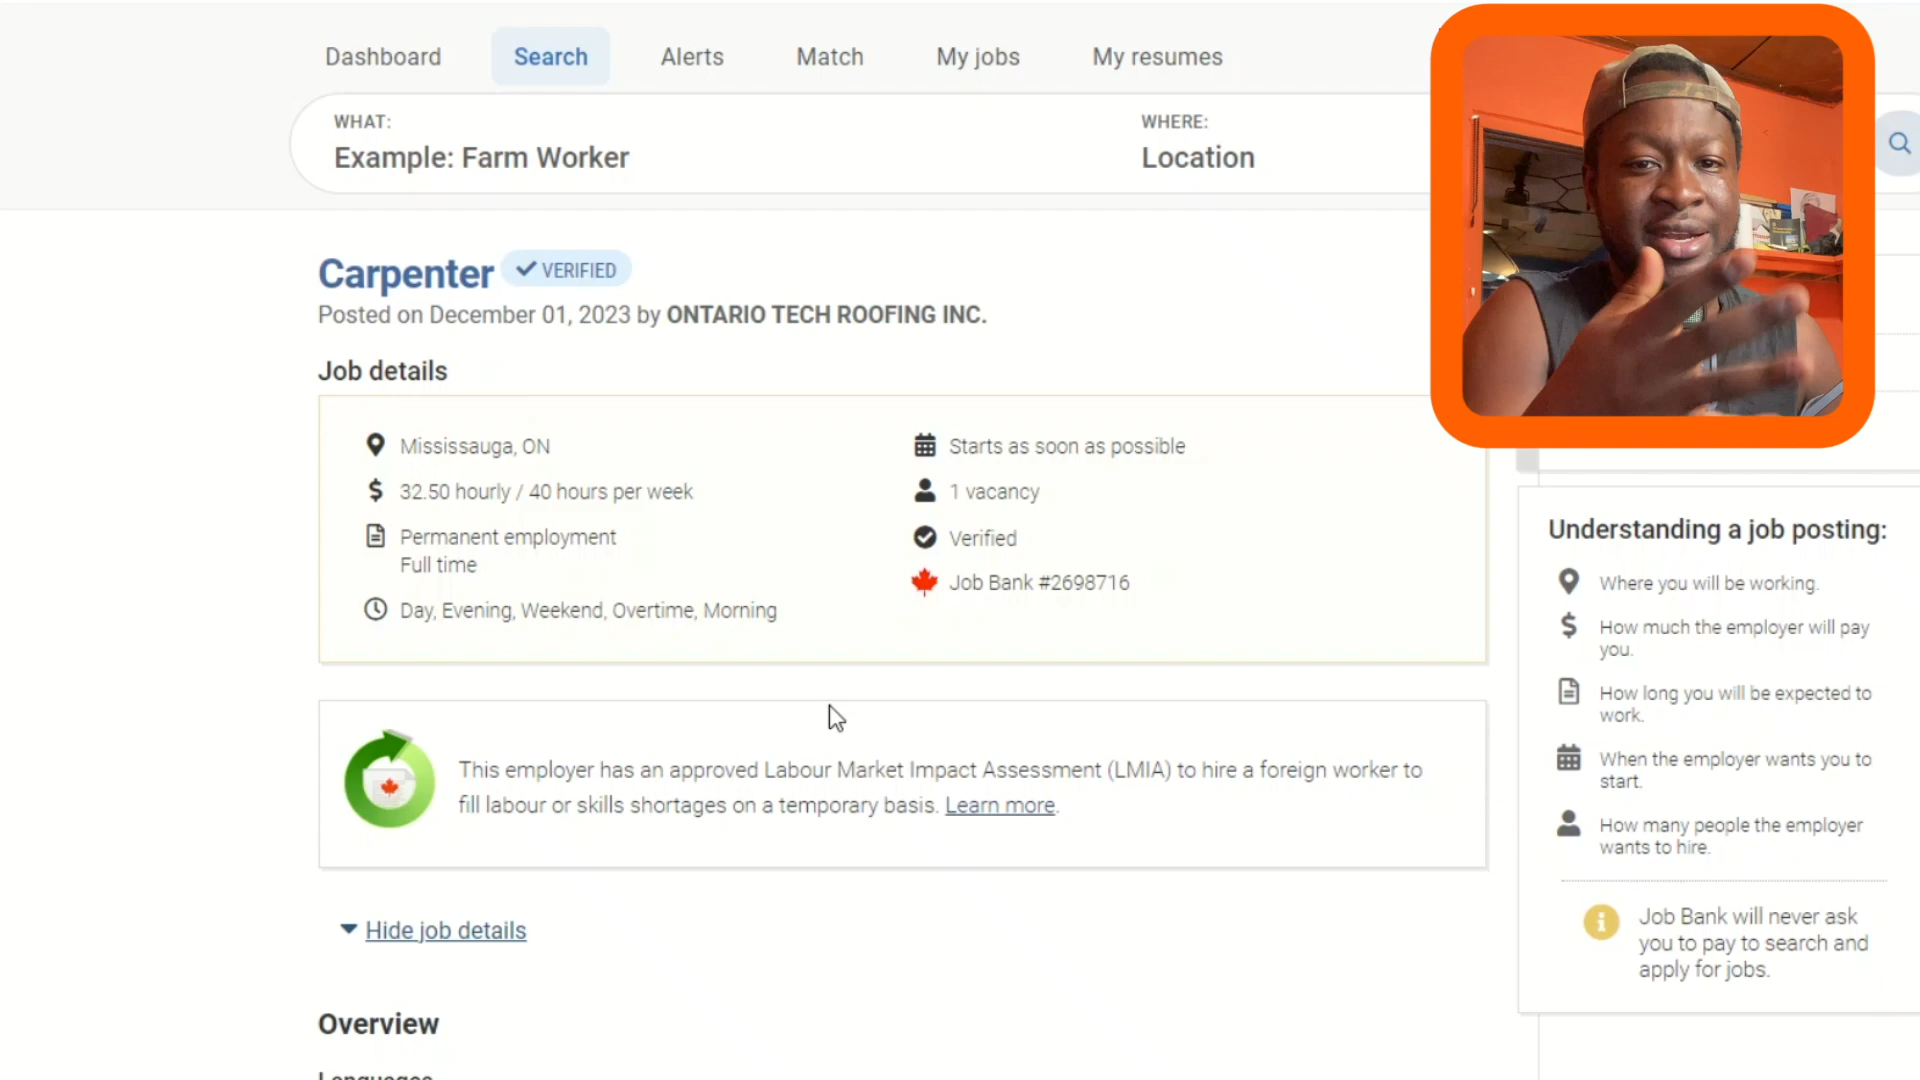 Dashboard
Search
Alerts
Match
My jobs
My resumes
WHAT:
Example: Farm Worker
WHERE:
Location
Carpenter
VERIFIED
Posted on December 01, 2023 by ONTARIO TECH ROOFING INC.
Job details
Mississauga, ON
32.50 hourly / 40 hours per week
Permanent employment
Full time
Day, Evening, Weekend, Overtime, Morning
Starts as soon as possible
1 vacancy
Verified
Job Bank #2698716
This employer has an approved Labour Market Impact Assessment (LMIA) to hire a foreign worker to
fill labour or skills shortages on a temporary basis. Learn more.
Hide job details
Overview
Languages
Understanding a job posting:
Where you will be working.
How much the employer will pay
you.
How long you will be expected to
work.
When the employer wants you to
start.
How many people the employer
wants to hire.
Job Bank will never ask
you to pay to search and
apply for jobs.